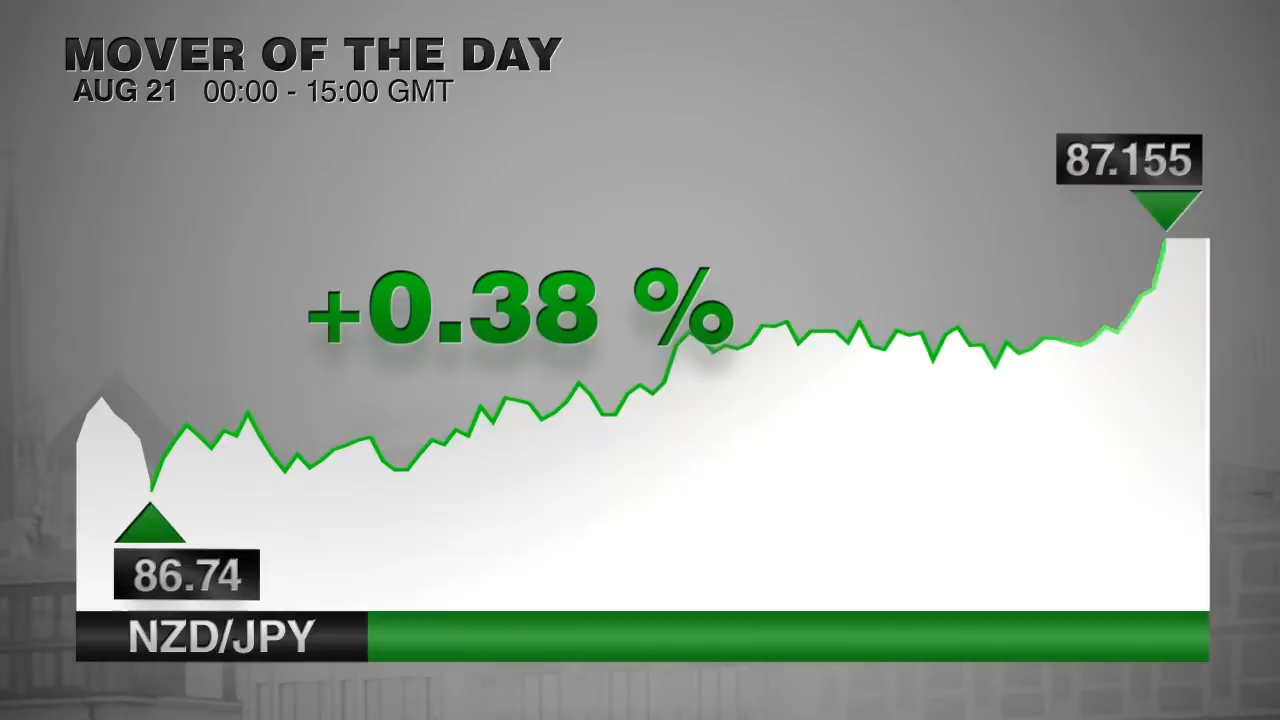 MOVER OF THE DAY
AUG 21 00:00 - 15:00 GMT
87.155
+0.38 %
86.74
NZD/JPY